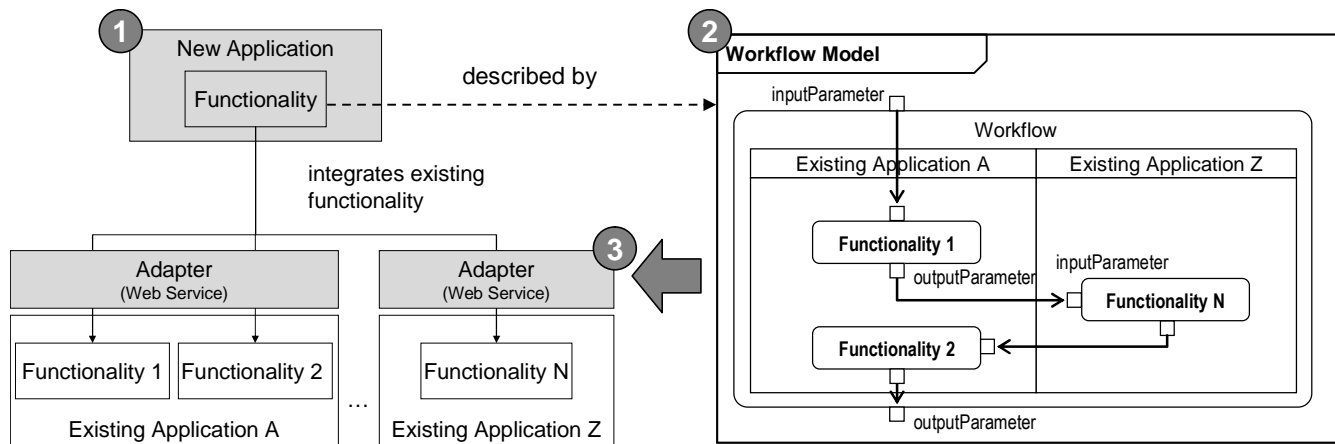 1
New Application
Functionality
described by
integrates existing
functionality
Adapter
(Web Service)
Adapter
(Web Service)
3
Functionality 1
Functionality 2
Existing Application A
...
Functionality N
Existing Application Z
2
Workflow Model
inputParameter
Workflow
Existing Application A
Existing Application Z
Functionality 1
outputParameter
inputParameter
Functionality N
Functionality 2
outputParameter